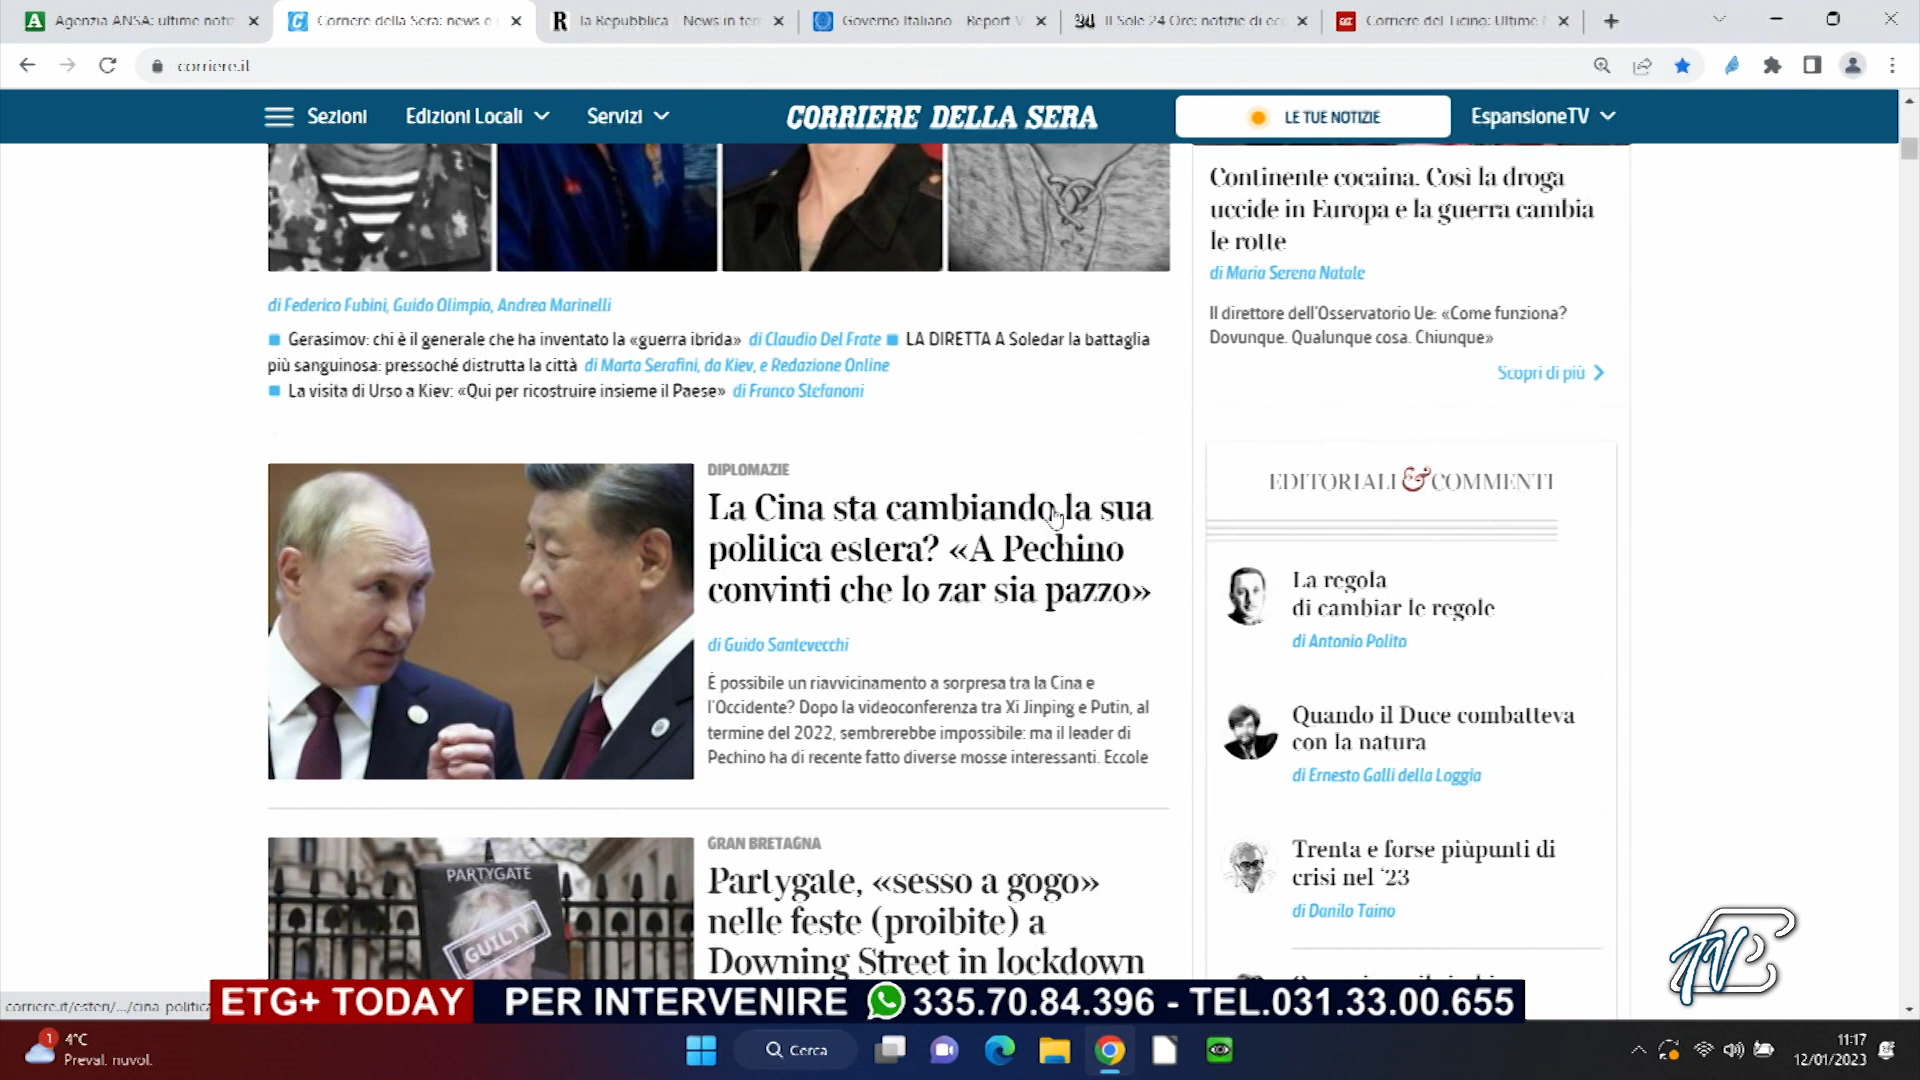 Agenzia ANSA: ultime notiz
Corriere della Sera: news e
la Repubblica - News in tem
Governo Italiano - Report V
Il Sole 24 Ore: notizie di ec
Corriere del Ticino: Ultime
corriere.it
Sezioni
Edizioni Locali
Servizi
CORRIERE DELLA SERA
LE TUE NOTIZIE
EspansioneTV
di Federico Fubini, Guido Olimpio, Andrea Marinelli
Gerasimov: chi è il generale che ha inventato la «guerra ibrida» di Claudio Del Frate LA DIRETTA A Soledar la battaglia
più sanguinosa: pressoché distrutta la città di Marta Serafini, da Kiev, e Redazione Online
La visita di Urso a Kiev: «Qui per ricostruire insieme il Paese» di Franco Stefanoni
DIPLOMAZIE
La Cina sta cambiando la sua
politica estera? «A Pechino
convinti che lo zar sia pazzo»
di Guido Santevecchi
È possibile un riavvicinamento a sorpresa tra la Cina e
l'Occidente? Dopo la videoconferenza tra Xi Jinping e Putin, al
termine del 2022, sembrerebbe impossibile: ma il leader di
Pechino ha di recente fatto diverse mosse interessanti. Eccole
PARTYGATE
GUILTY
GRAN BRETAGNA
Partygate, «sesso a gogo»
nelle feste (proibite) a
Downing Street in lockdown
Continente cocaina. Così la droga
uccide in Europa e la guerra cambia
le rotte
di Maria Serena Natale
Il direttore dell'Osservatorio Ue: «Come funziona?
Dovunque. Qualunque cosa. Chiunque»
Scopri di più
EDITORIALI & COMMENTI
La regola
di cambiar le regole
di Antonio Polito
Quando il Duce combatteva
con la natura
di Ernesto Galli della Loggia
Trenta e forse piùpunti di
crisi nel '23
di Danilo Taino
TVC
corriere.it/esteri/.../cina-politica
ETG+ TODAY PER INTERVENIRE 335.70.84.396 - TEL.031.33.00.655
1
4°C
Preval. nuvol.
Cerca
11:17
12/01/2023